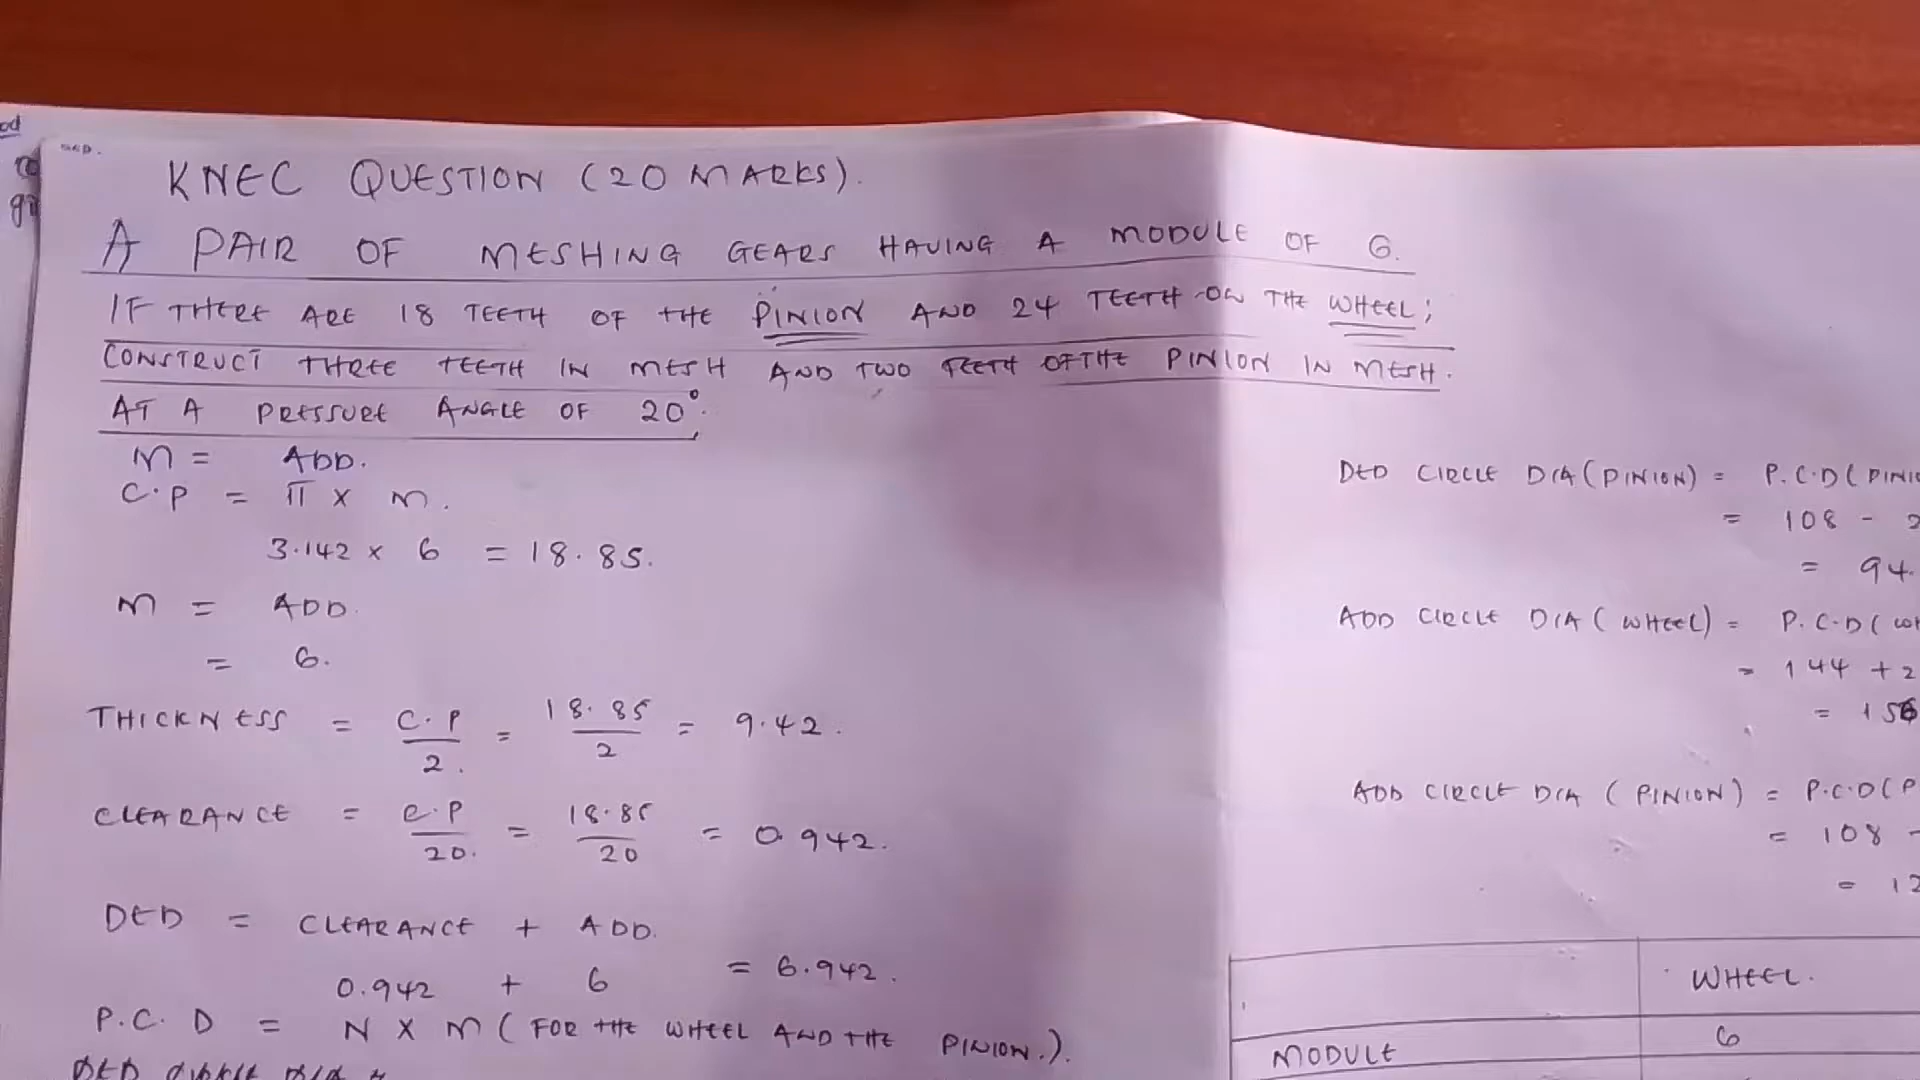 od
KNEC QUESTION (20 MARKS).
A PAIR OF MESHING GEARS HAVING A MODULE OF 6.
IF THERE ARE 18 TEETH OF THE PINION AND 24 TEETH ON THE WHEEL;
CONSTRUCT THREE TEETH IN MESH AND TWO TEETH OF THE PINION IN MESH.
AT A PRESSURE ANGLE OF 20°.
M = ADD.
C.P = π x m.
3.142 x 6 = 18.85.
M = ADD.
= 6.
THICKNESS = C.P/2. = 18.85/2 = 9.42.
CLEARANCE = C.P/20. = 18.85/20 = 0.942.
DED = CLEARANCE + ADD.
0.942 + 6 = 6.942.
P.C.D = N x M (FOR THE WHEEL AND THE PINION.).
DED CIRCLE DIA (PINION) = P.C.D (PINIO
= 108 - 2
= 94.
ADD CIRCLE DIA (WHEEL) = P.C.D (WH
= 144 + 2
= 156
ADD CIRCLE DIA (PINION) = P.C.D (P
= 108
= 12
WHEEL.
MODULE 6